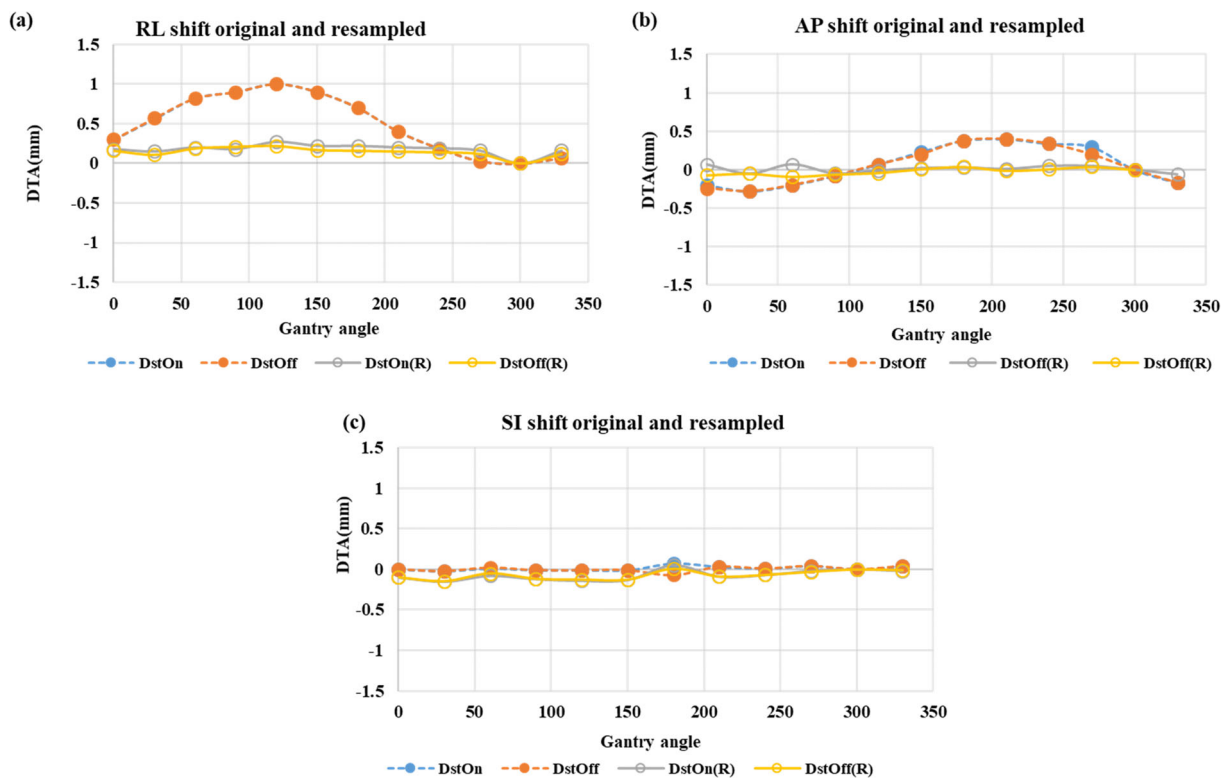 (a)
RL shift original and resampled
1.5
1
0.5
0
-0.5
-1
-1.5
DTA(mm)
0 50 100 150 200 250 300 350
Gantry angle
DstOn DstOff DstOn(R) DstOff(R)
(b)
AP shift original and resampled
1.5
1
0.5
0
-0.5
-1
-1.5
DTA(mm)
0 50 100 150 200 250 300 350
Gantry angle
DstOn DstOff DstOff(R) DstOff(R)
(c)
SI shift original and resampled
1.5
1
0.5
0
-0.5
-1
-1.5
DTA(mm)
0 50 100 150 200 250 300 350
Gantry angle
DstOn DstOff DstOn(R) DstOff(R)